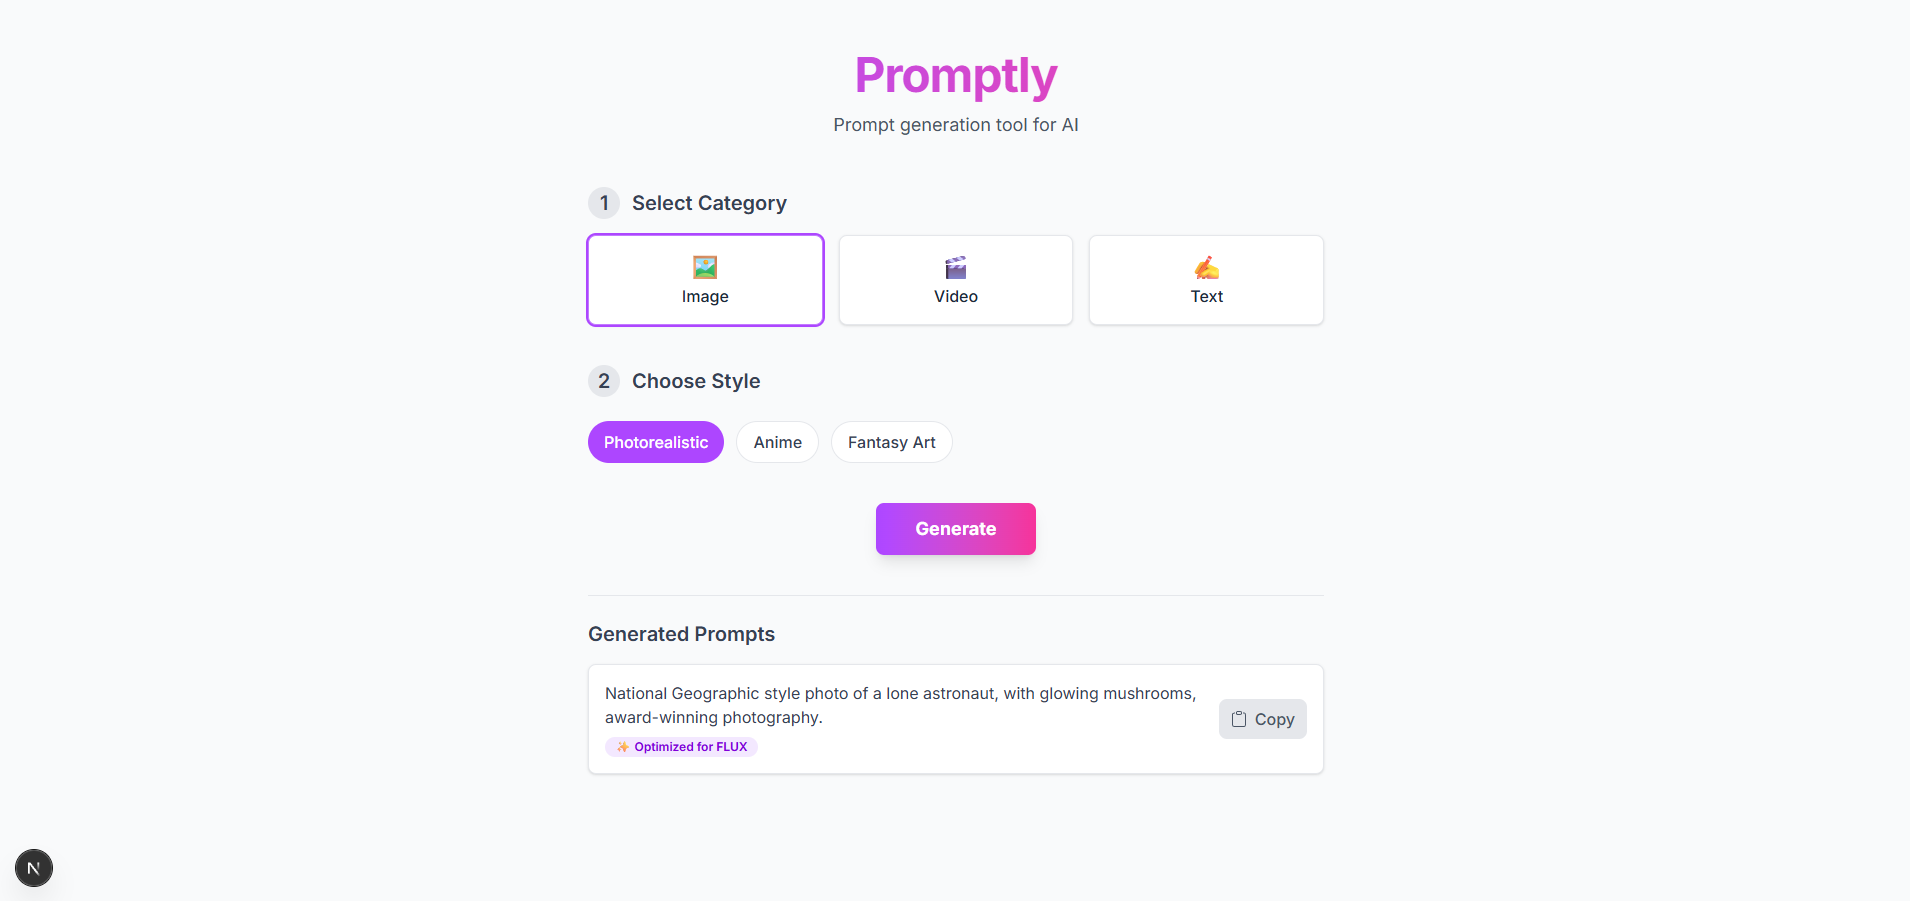 Promptly
Prompt generation tool for AI
1 Select Category
Image
Video
Text
2 Choose Style
Photorealistic
Anime
Fantasy Art
Generate
Generated Prompts
National Geographic style photo of a lone astronaut, with glowing mushrooms,
award-winning photography.
Copy
✨ Optimized for FLUX
N